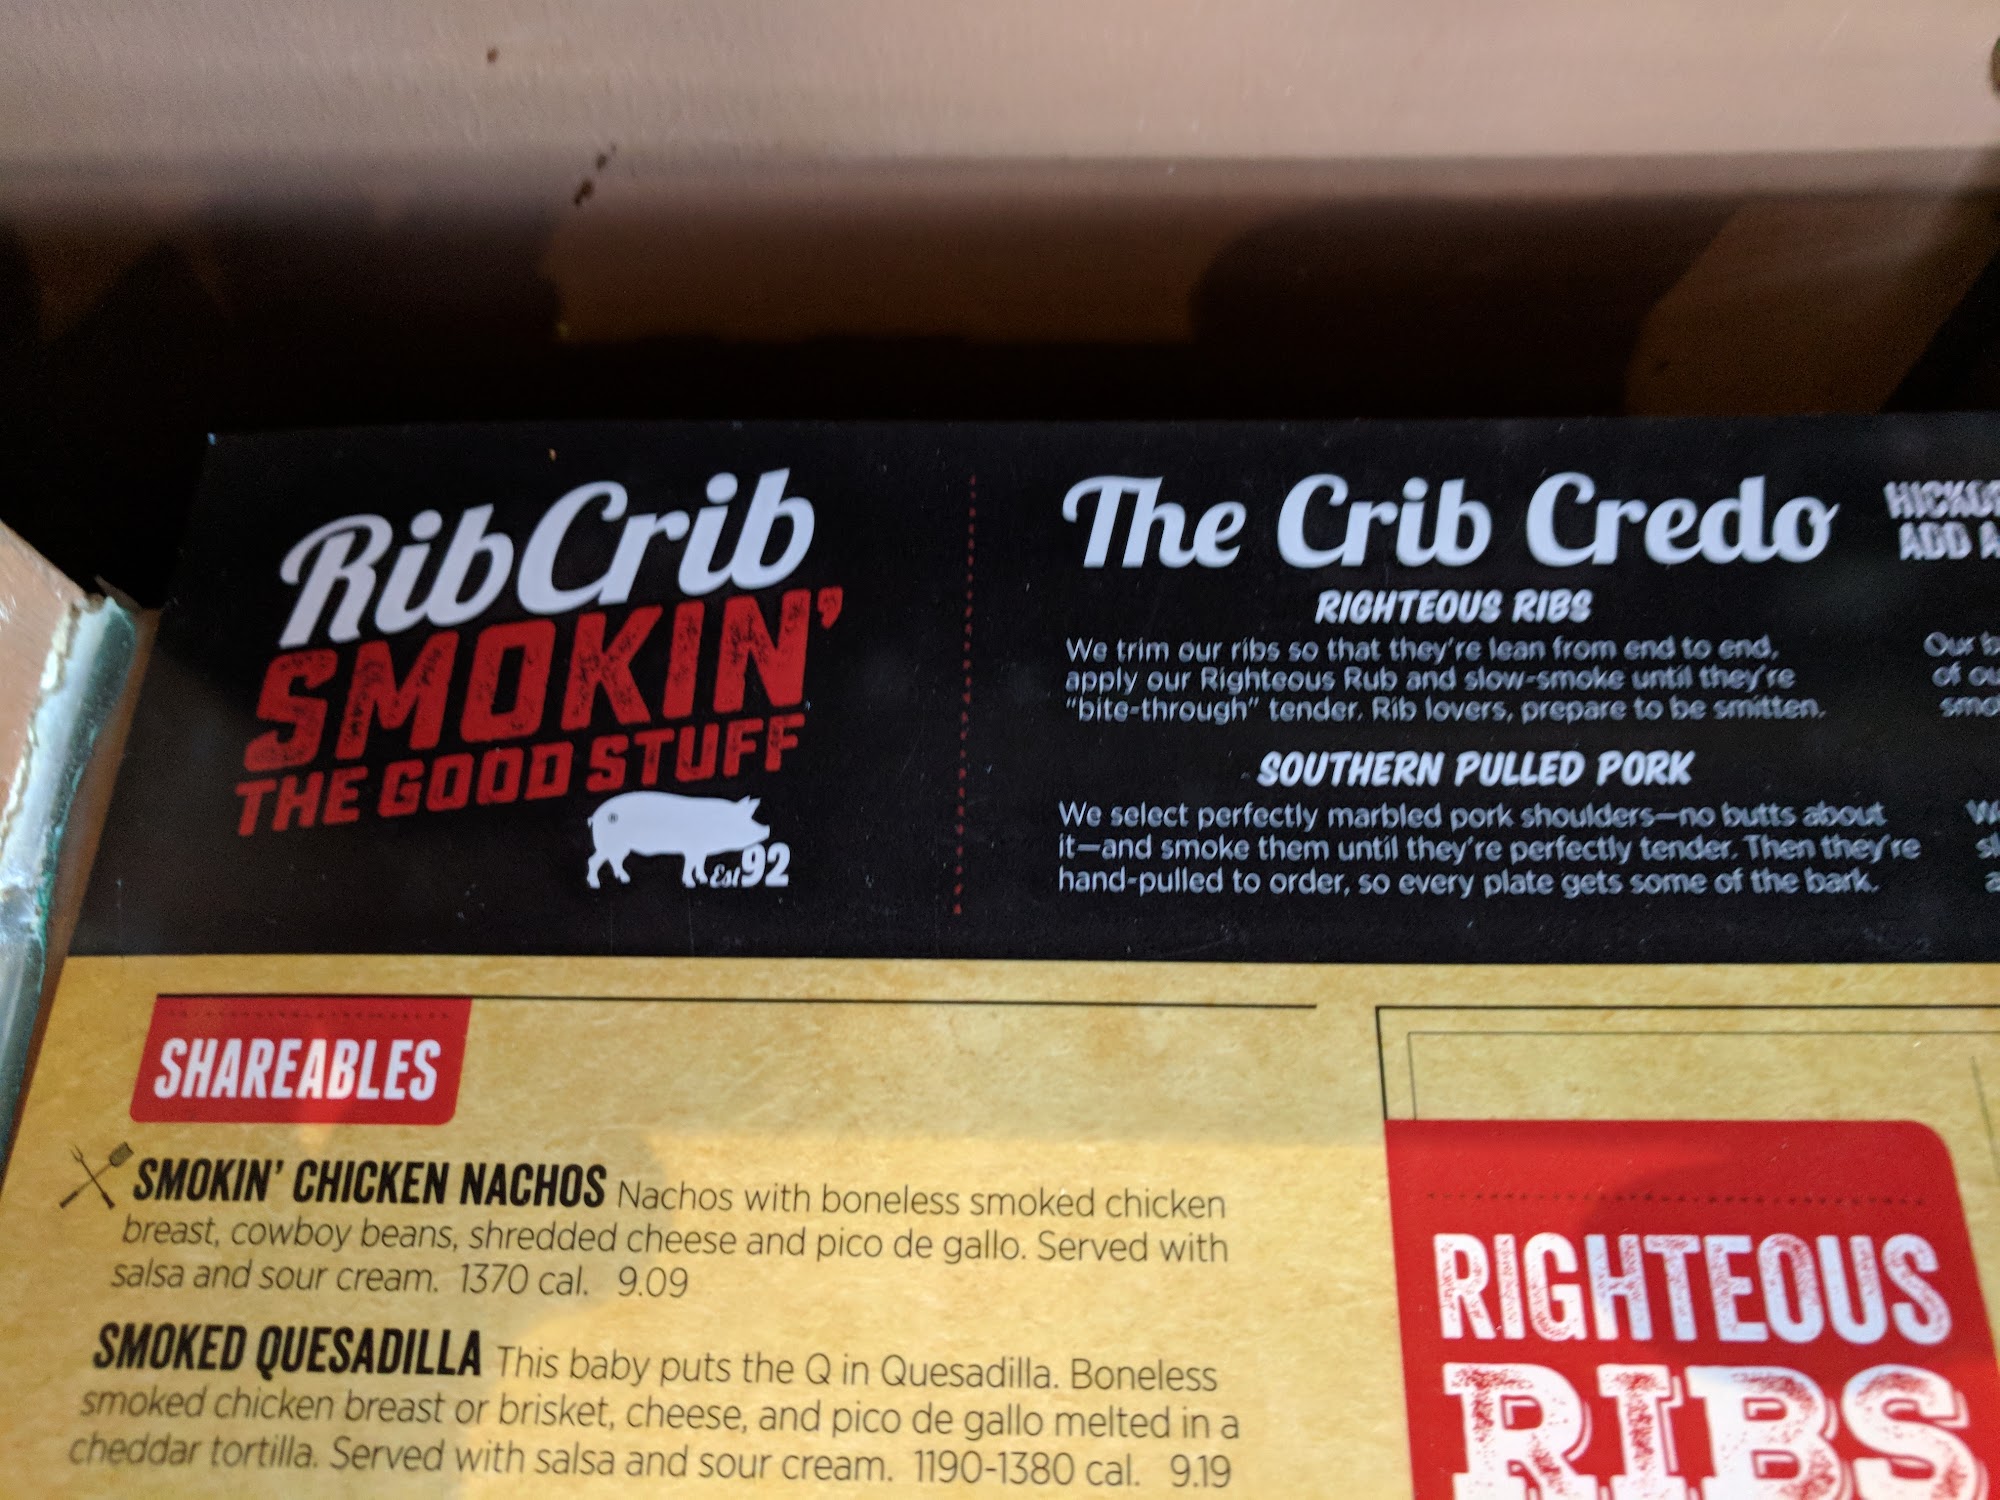 RibCrib
SMOKIN'
THE GOOD STUFF
Est 92
The Crib Credo
RIGHTEOUS RIBS
We trim our ribs so that they're lean from end to end,
apply our Righteous Rub and slow-smoke until they're
"bite-through" tender. Rib lovers, prepare to be smitten.
SOUTHERN PULLED PORK
We select perfectly marbled pork shoulders—no butts about
it—and smoke them until they're perfectly tender. Then they're
hand-pulled to order, so every plate gets some of the bark.
ADD A
Our
of
SHAREABLES
SMOKIN' CHICKEN NACHOS Nachos with boneless smoked chicken
breast, cowboy beans, shredded cheese and pico de gallo. Served with
salsa and sour cream. 1370 cal. 9.09
SMOKED QUESADILLA This baby puts the Q in Quesadilla. Boneless
smoked chicken breast or brisket, cheese, and pico de gallo melted in a
cheddar tortilla. Served with salsa and sour cream. 1190-1380 cal. 9.19
RIGHTEOUS
RIBS